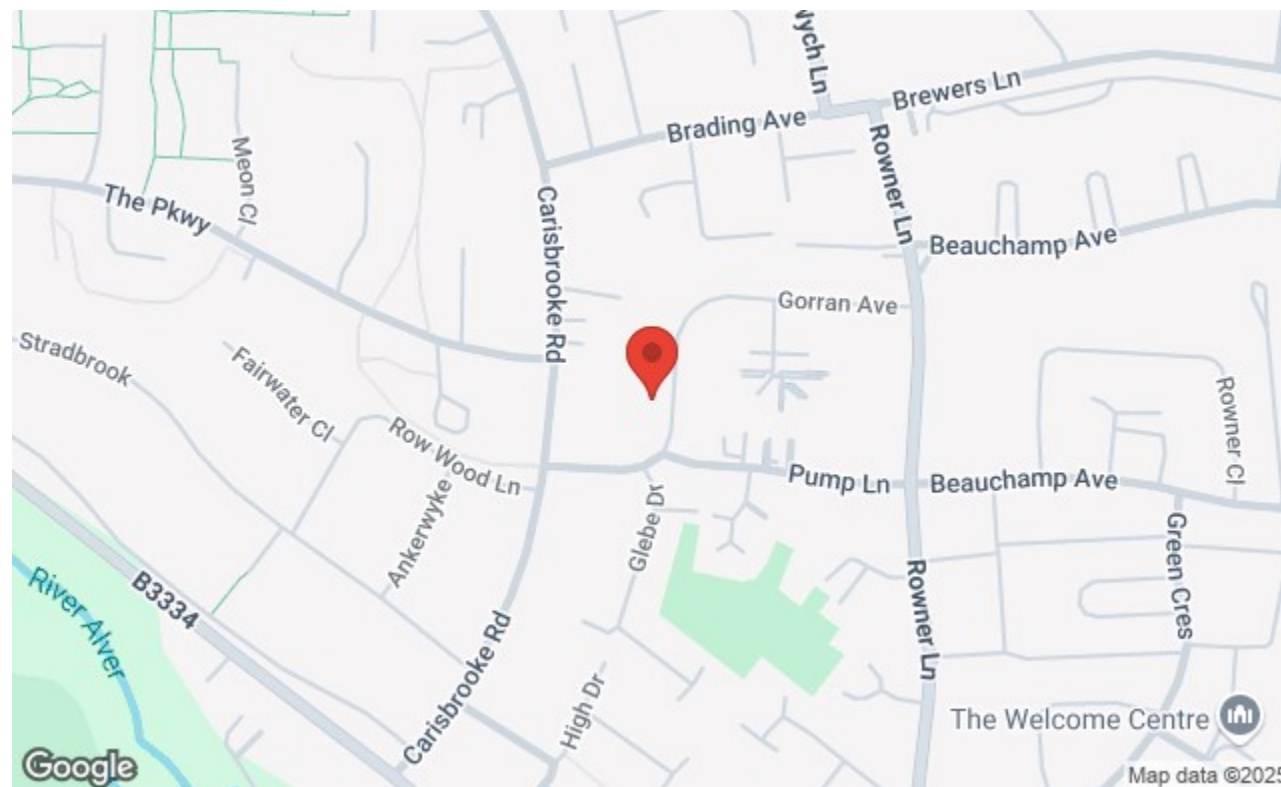 Wych Ln
Brewers Ln
Brading Ave
Rowner Ln
Meon Cl
The Pkwy
Carisbrooke Rd
Beauchamp Ave
Gorran Ave
Stradbrook
Fairwater Cl
Row Wood Ln
Rowner Cl
Pump Ln
Beauchamp Ave
Ankerwyke
Glebe Dr
Green Cres
River Alver
B3334
Rowner Ln
Carisbrooke Rd
High Dr
The Welcome Centre
Google
Map data ©2025